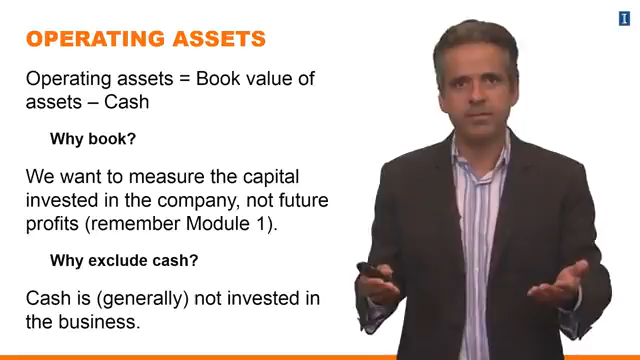 I
OPERATING ASSETS
Operating assets = Book value of
assets – Cash
Why book?
We want to measure the capital
invested in the company, not future
profits (remember Module 1).
Why exclude cash?
Cash is (generally) not invested in
the business.